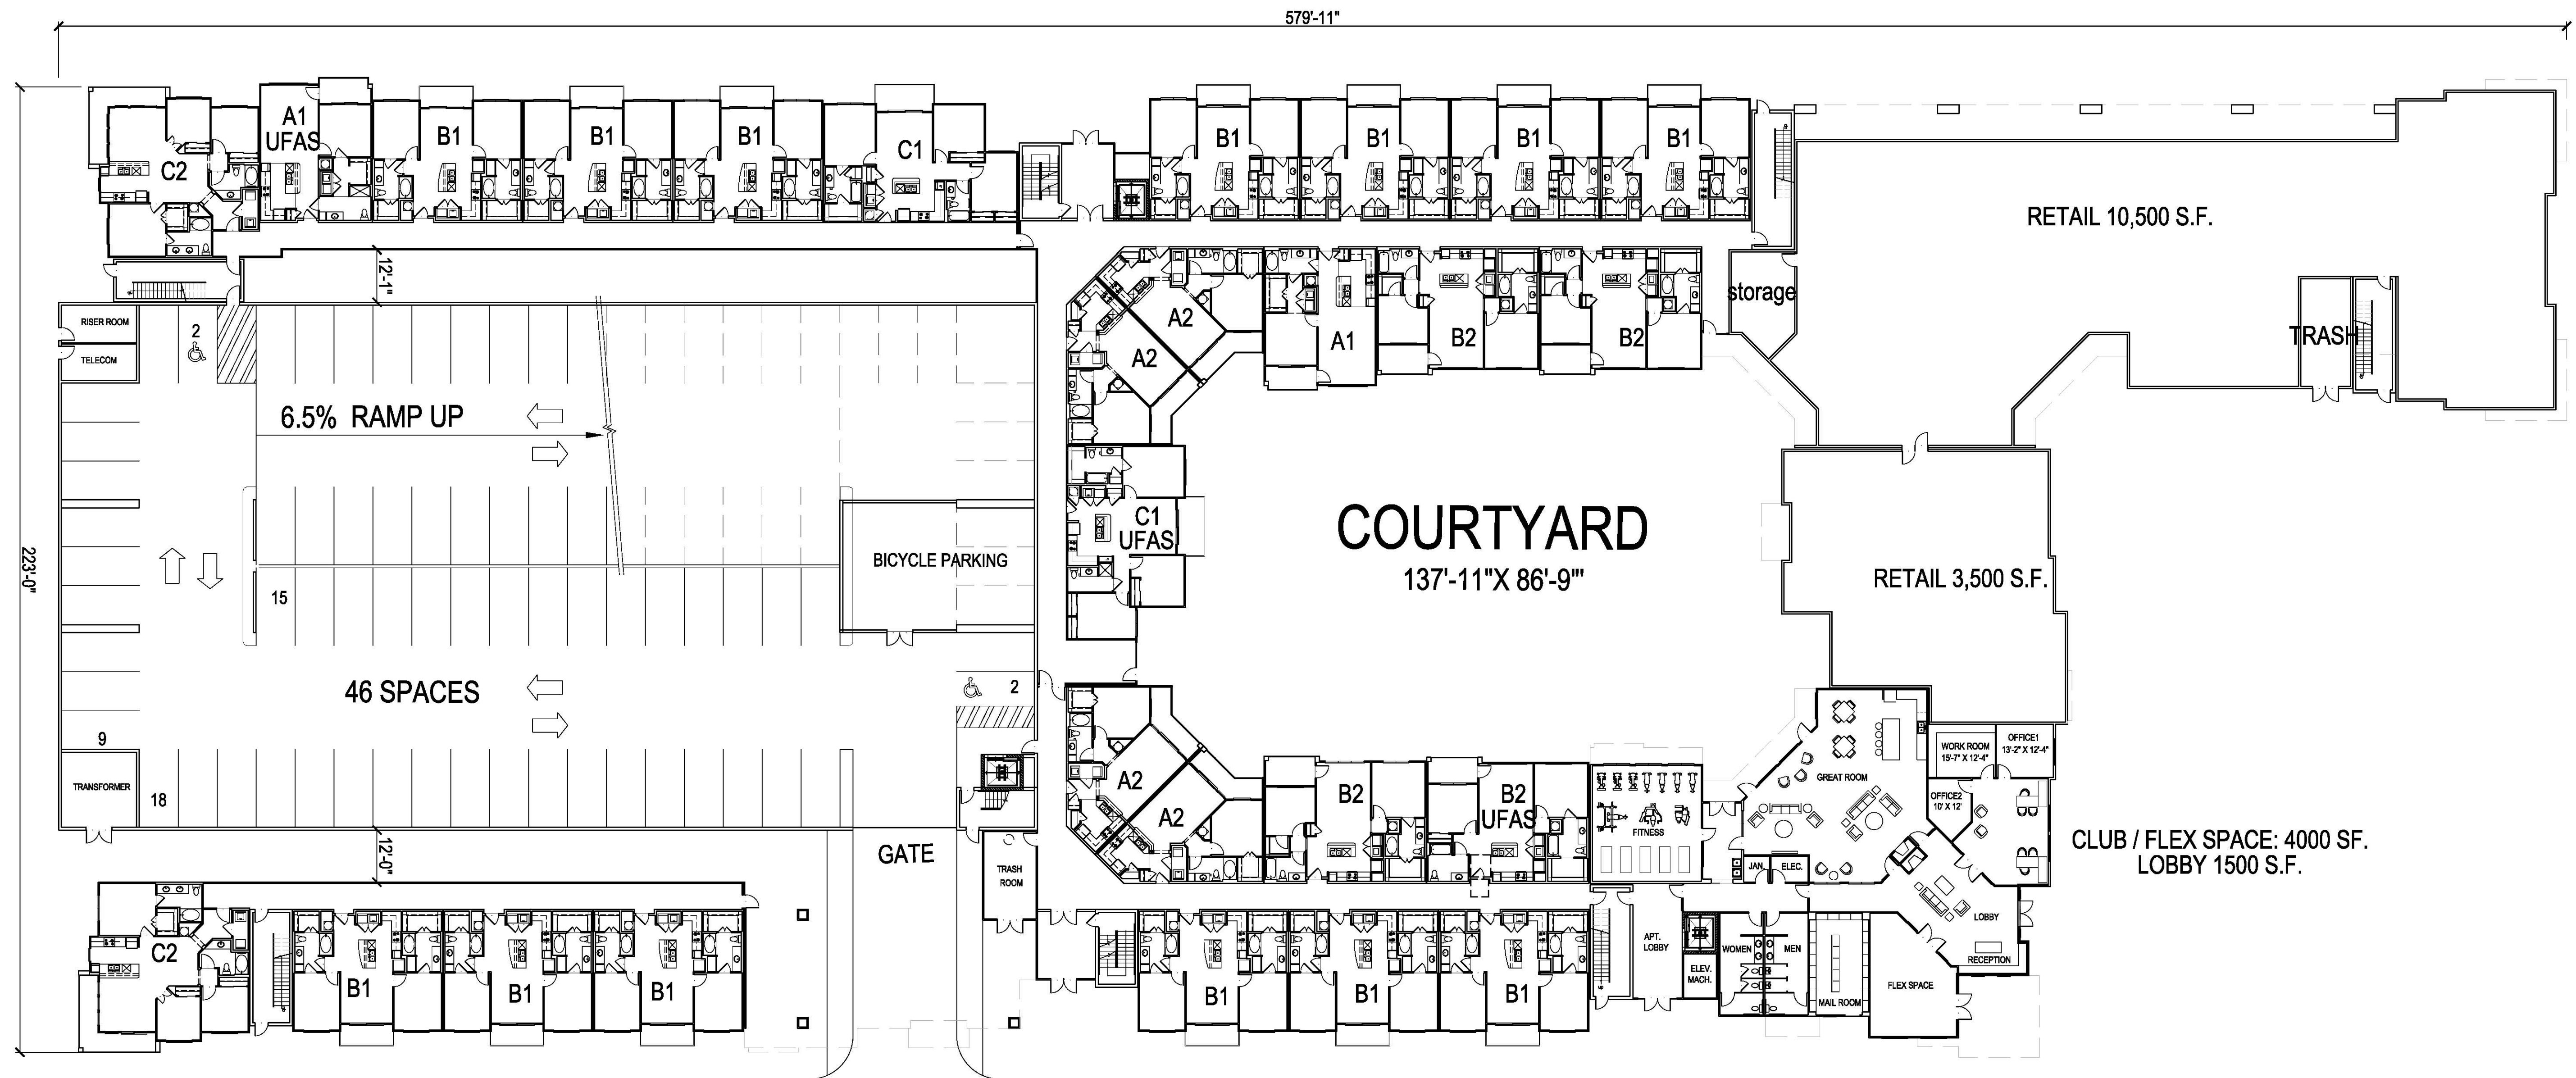 579'-11"
A1
UFAS
B1
B1
B1
C1
B1
B1
B1
B1
C2
RETAIL 10,500 S.F.
12'-1"
storage
RISER ROOM
2
TELECOM
A2
A1
B2
B2
TRASH
A2
6.5% RAMP UP
C1
UFAS
COURTYARD
137'-11"X 86'-9'"
BICYCLE PARKING
RETAIL 3,500 S.F.
223'-0"
15
46 SPACES
2
9
OFFICE1
13'-2" X 12'-4"
WORK ROOM
15'-7" X 12'-4"
GREAT ROOM
TRANSFORMER
18
A2
A2
B2
B2
UFAS
FITNESS
OFFICE2
10' X 12'
CLUB / FLEX SPACE: 4000 SF.
LOBBY 1500 S.F.
12'-0"
GATE
TRASH
ROOM
JAN.
ELEC.
LOBBY
C2
APT.
LOBBY
WOMEN
MEN
RECEPTION
ELEV.
MACH.
B1
B1
B1
B1
B1
B1
MAIL ROOM
FLEX SPACE